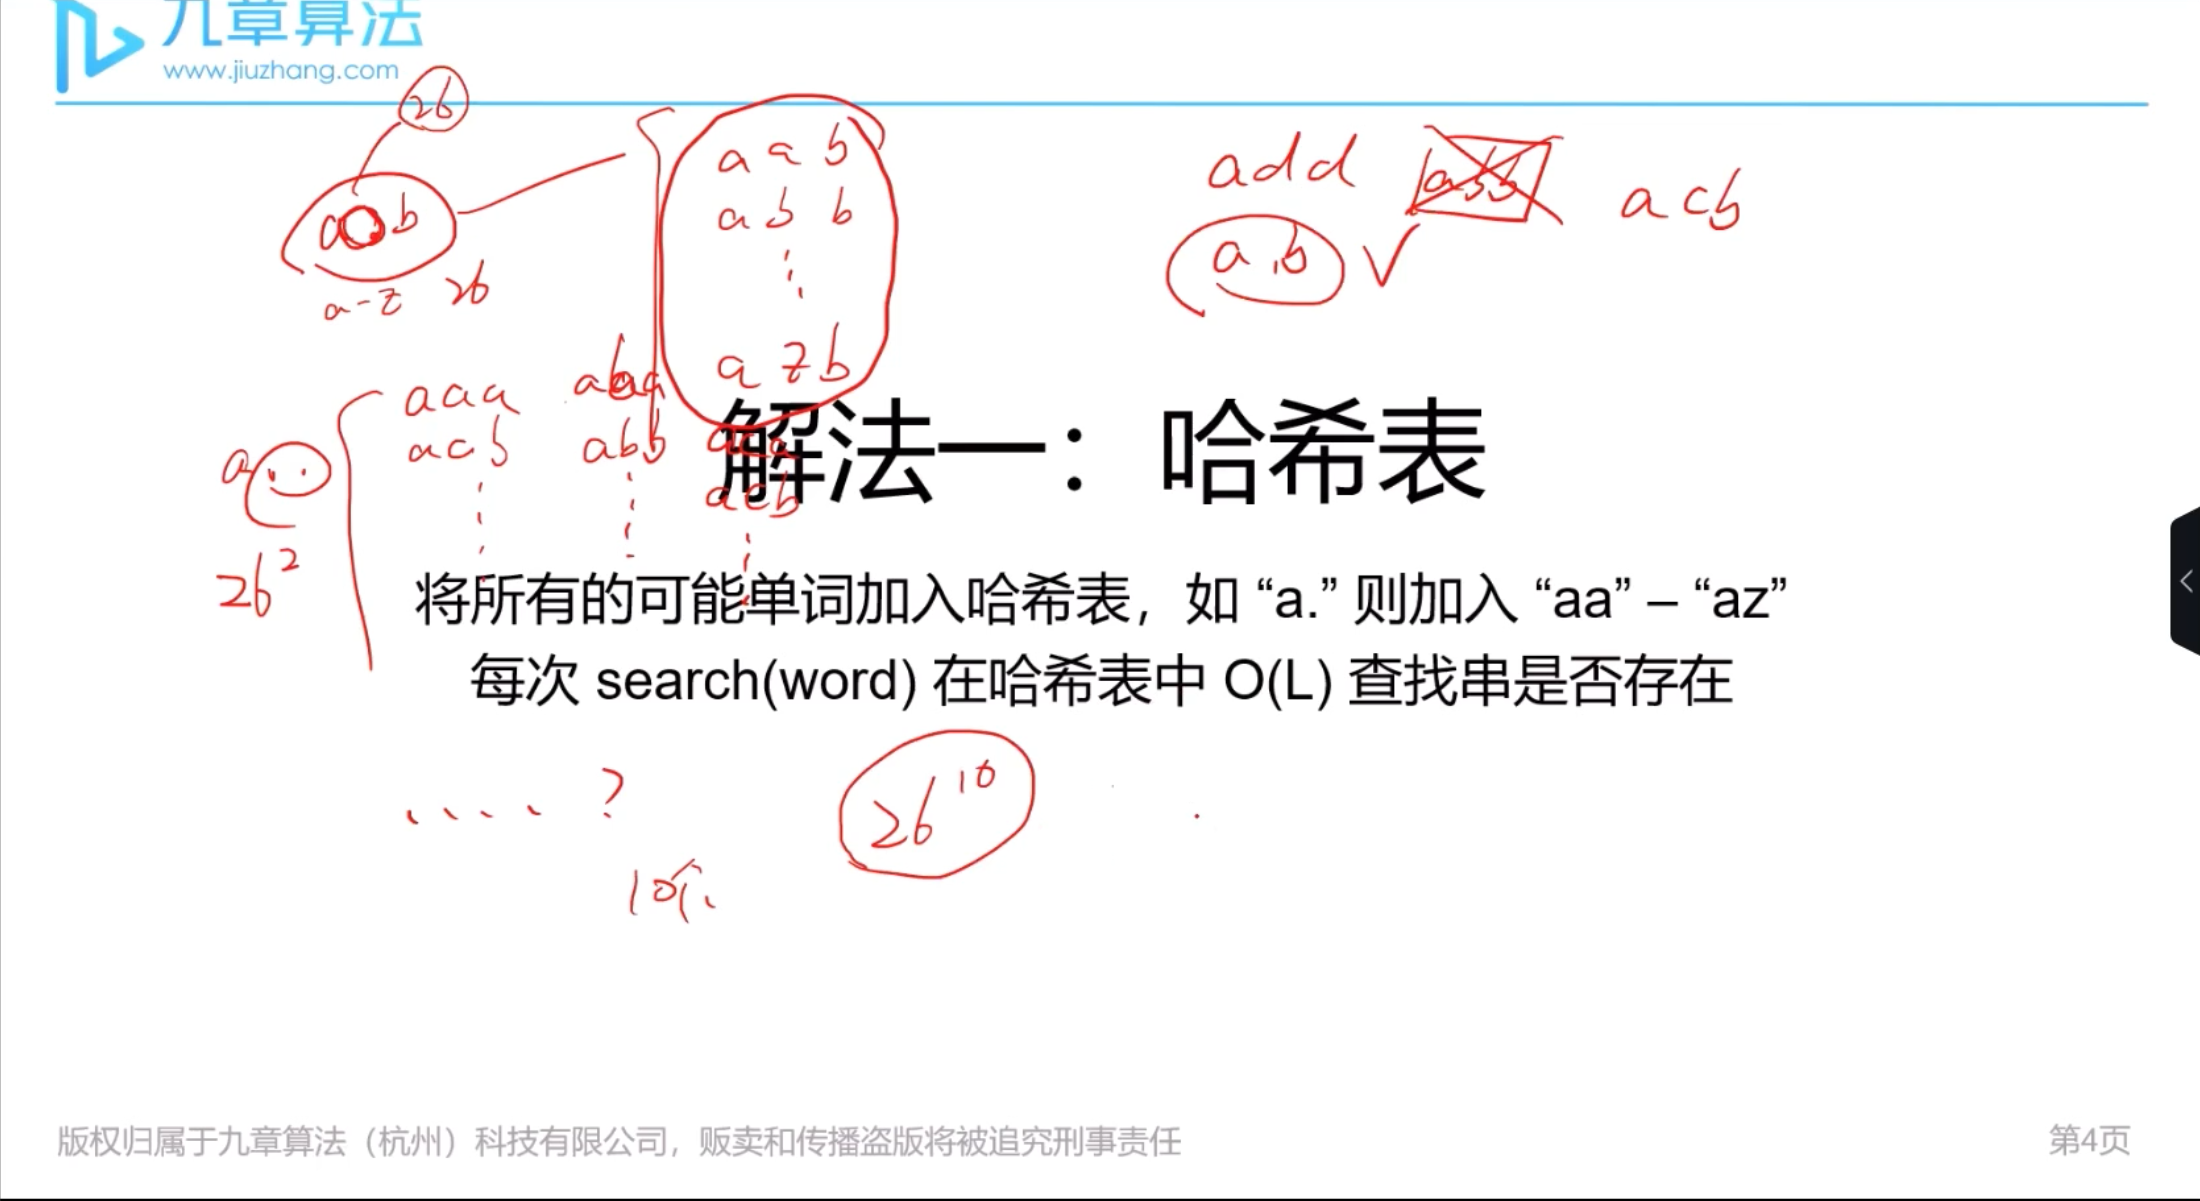 九章算法
www.jiuzhang.com
26
a.b
a-z 26
aab
abb
azb
add abb acb
a.b
aaa aba
aab abb aca
acb
a..
26²
解法一：哈希表
将所有的可能单词加入哈希表，如 “a.” 则加入 “aa” – “az”
每次 search(word) 在哈希表中 O(L) 查找串是否存在
..... ?
26¹⁰
10个.
版权归属于九章算法（杭州）科技有限公司，贩卖和传播盗版将被追究刑事责任
第4页